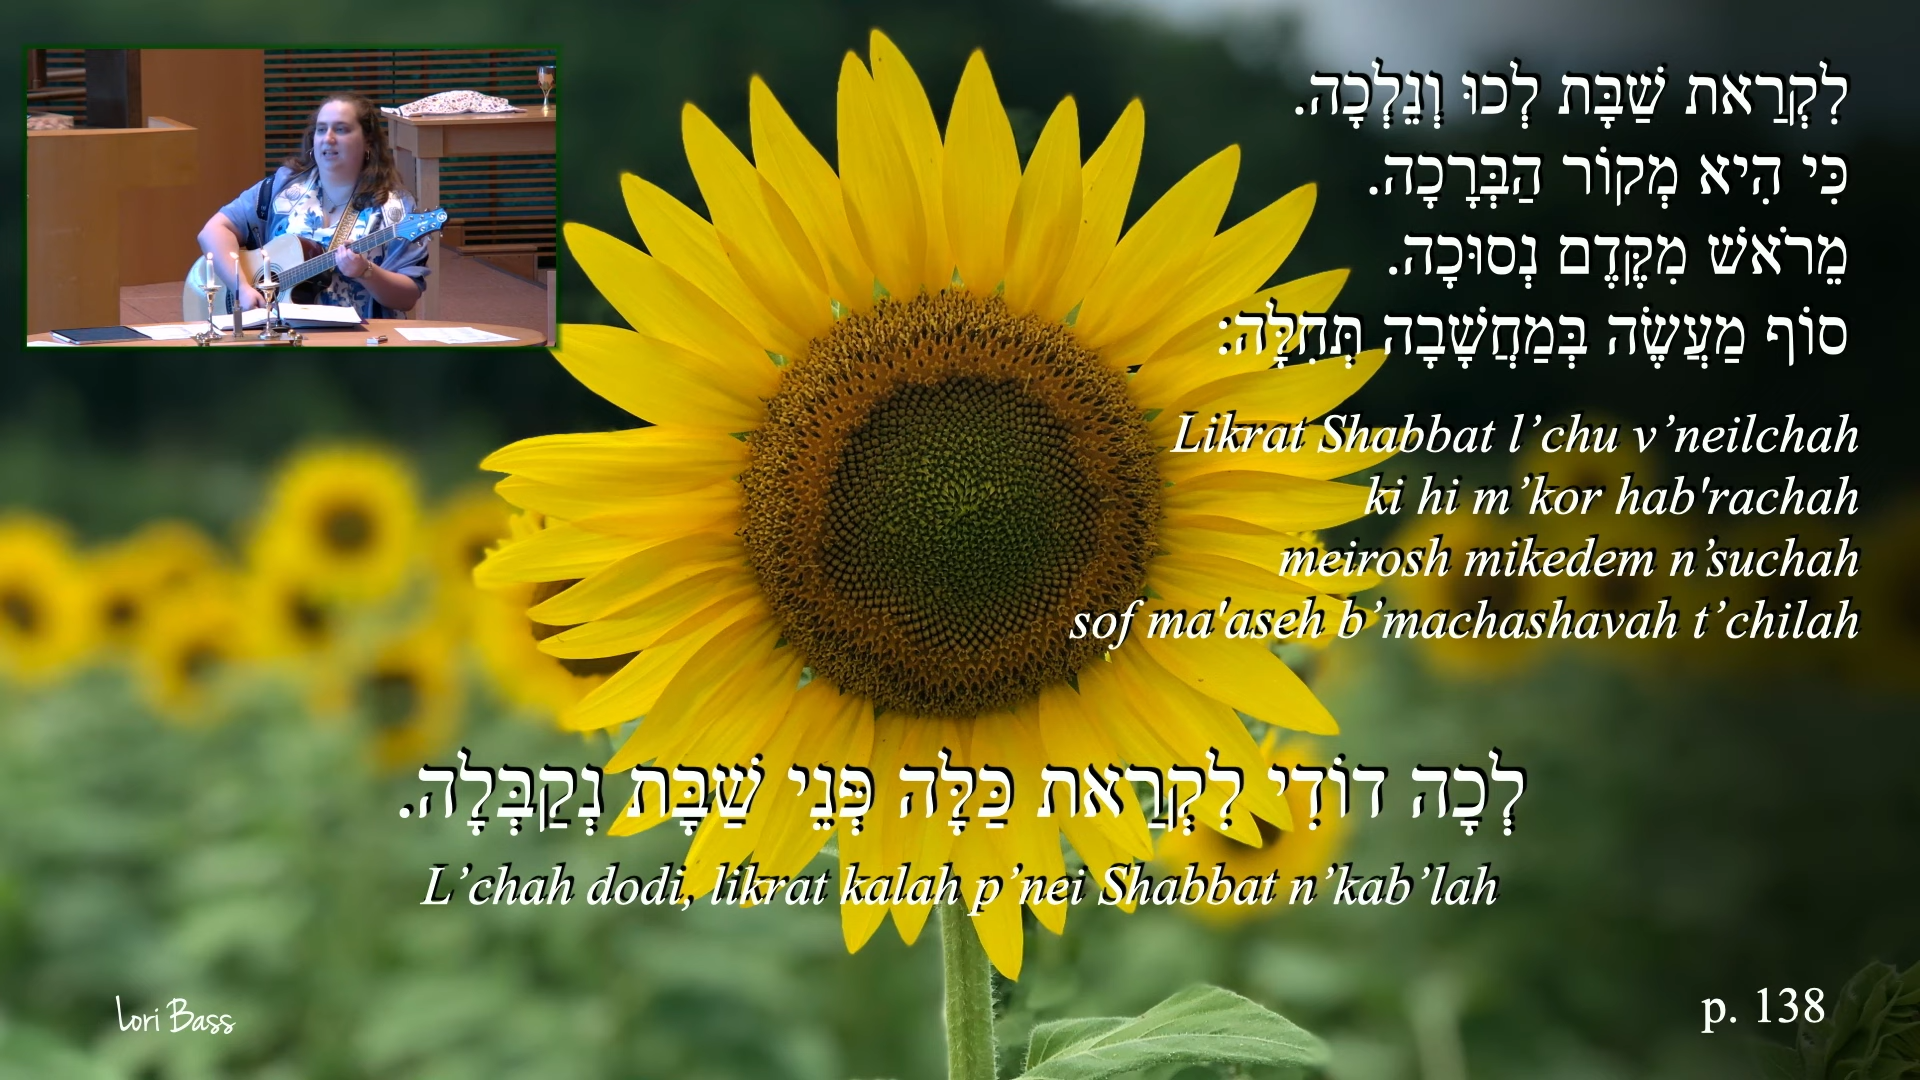 לִקְרַאת שַׁבָּת לְכוּ וְנֵלְכָה.
כִּי הִיא מְקוֹר הַבְּרָכָה.
מֵרֹאשׁ מִקֶּדֶם נְסוּכָה.
סוֹף מַעֲשֶׂה בְּמַחֲשָׁבָה תְּחִלָּה:
Likrat Shabbat l’chu v’neilchah
ki hi m’kor hab'rachah
meirosh mikedem n’suchah
sof ma'aseh b’machashavah t’chilah
לְכָה דוֹדִי לִקְרַאת כַּלָּה פְּנֵי שַׁבָּת נְקַבְּלָה.
L’chah dodi, likrat kalah p’nei Shabbat n’kab’lah
Lori Bass
p. 138